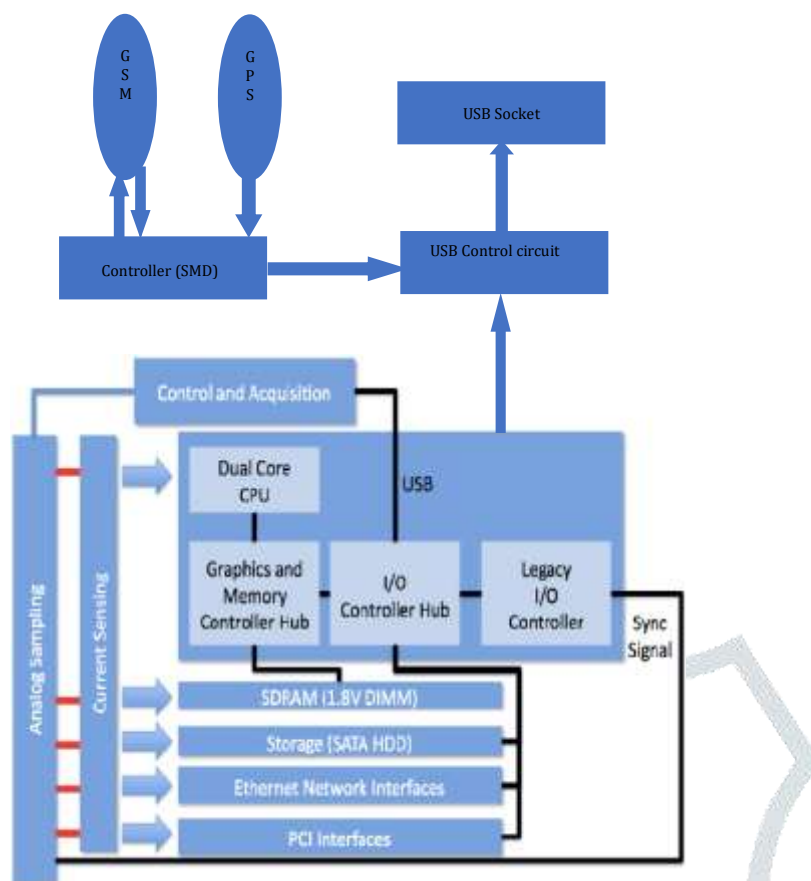 G
S
M
G
P
S
USB Socket
Controller (SMD)
USB Control circuit
Control and Acquisition
Dual Core
CPU
USB
Graphics and
Memory
Controller Hub
I/O
Controller Hub
Legacy
I/O
Controller
Sync
Signal
Analog Sampling
Current Sensing
SDRAM (1.8V DIMM)
Storage (SATA HDD)
Ethernet Network Interfaces
PCI Interfaces